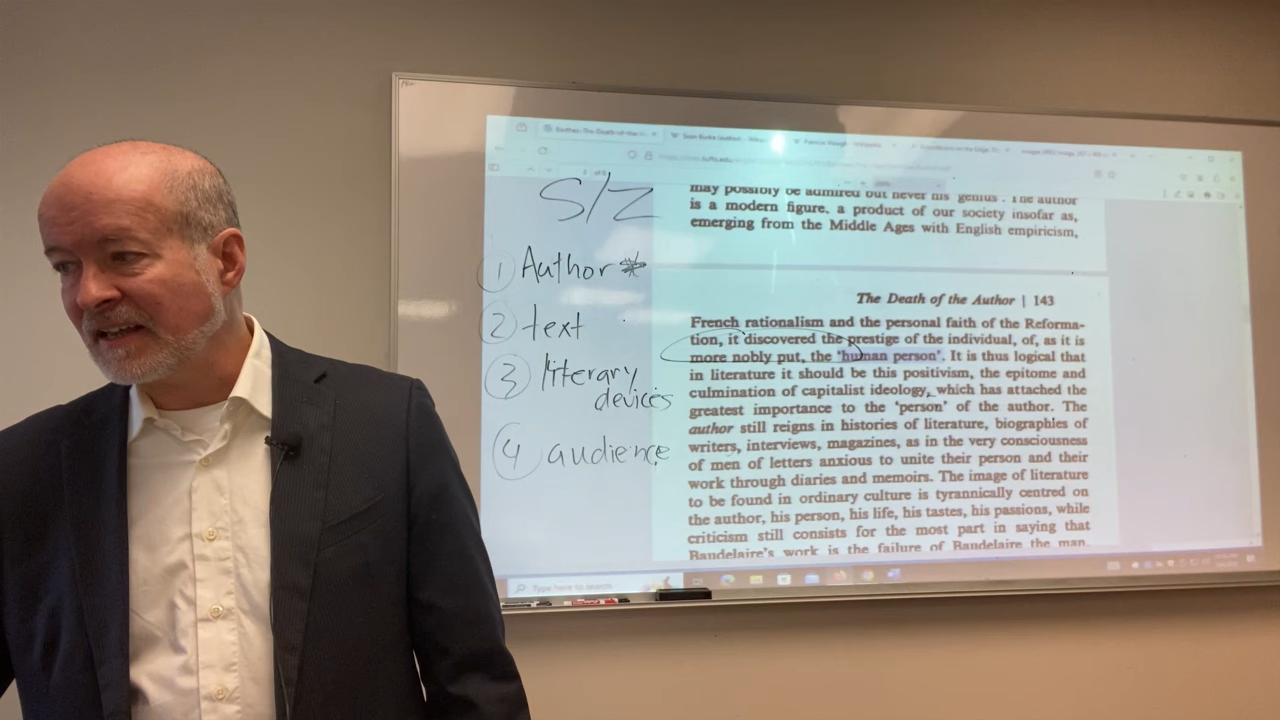 S/Z
1 Author *
2 text
3 literary
devices
4 audience
may possibly be admired but never his 'genius'. The author
is a modern figure, a product of our society insofar as,
emerging from the Middle Ages with English empiricism,
The Death of the Author | 143
French rationalism and the personal faith of the Reforma-
tion, it discovered the prestige of the individual, of, as it is
more nobly put, the 'human person'. It is thus logical that
in literature it should be this positivism, the epitome and
culmination of capitalist ideology, which has attached the
greatest importance to the 'person' of the author. The
author still reigns in histories of literature, biographies of
writers, interviews, magazines, as in the very consciousness
of men of letters anxious to unite their person and their
work through diaries and memoirs. The image of literature
to be found in ordinary culture is tyrannically centred on
the author, his person, his life, his tastes, his passions, while
criticism still consists for the most part in saying that
Baudelaire's work is the failure of Baudelaire the man,
Type here to search